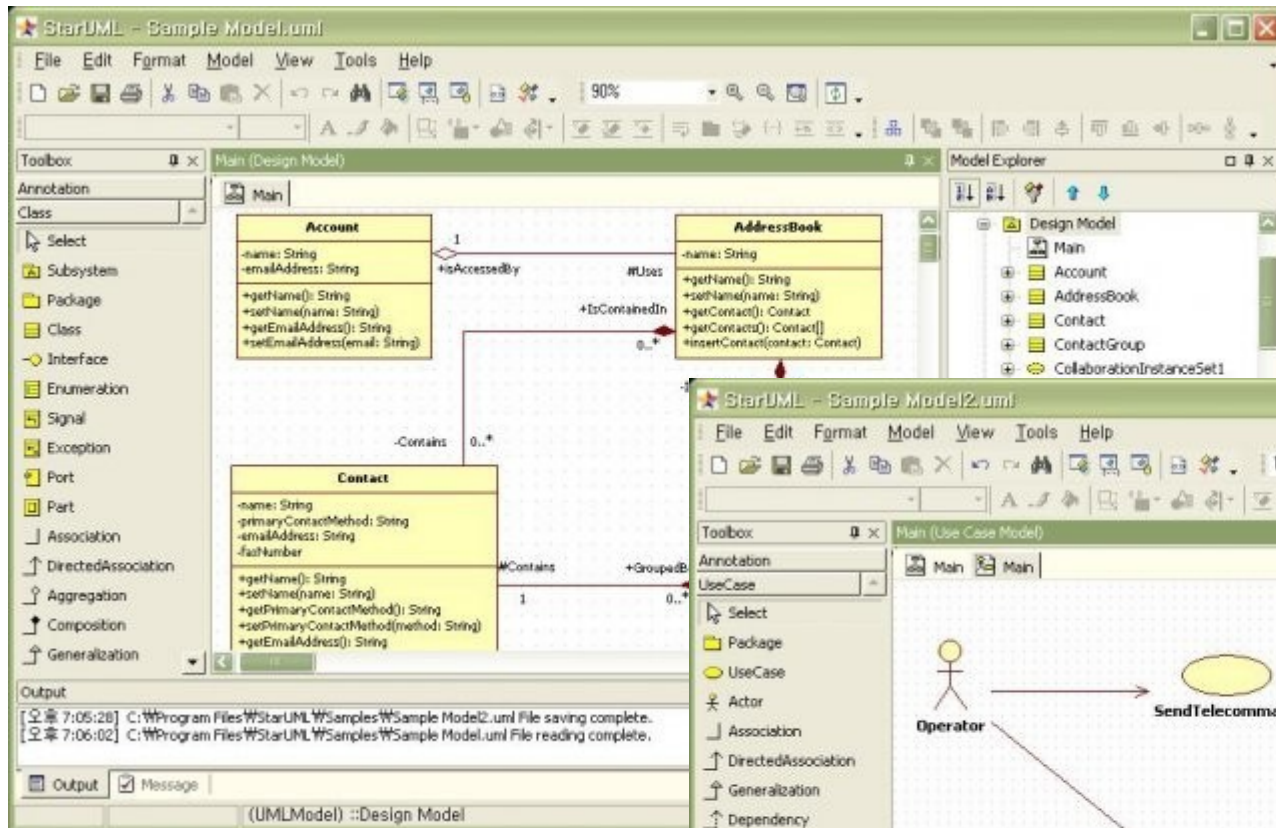 StarUML - Sample Model.uml
File Edit Format Model View Tools Help
90%
Toolbox
Annotation
Class
Select
Subsystem
Package
Class
Interface
Enumeration
Signal
Exception
Port
Part
Association
DirectedAssociation
Aggregation
Composition
Generalization
Main (Design Model)
Main
Account
-name: String
-emailAddress: String
+getName(): String
+setName(name: String)
+getEmailAddress(): String
+setEmailAddress(email: String)
1
+isAccessedBy
#Uses
AddressBook
-name: String
+getName(): String
+setName(name: String)
+getContact(): Contact
+getContacts(): Contact[]
+insertContact(contact: Contact)
+IsContainedIn
0..*
-Contains
0..*
Contact
-name: String
-primaryContactMethod: String
-emailAddress: String
-faxNumber
+getName(): String
+setName(name: String)
+getPrimaryContactMethod(): String
+setPrimaryContactMethod(method: String)
+getEmailAddress(): String
#Contains
1
+GroupedB
0..*
Model Explorer
Design Model
Main
Account
AddressBook
Contact
ContactGroup
CollaborationInstanceSet1
Output
[오후 7:05:28] C:₩Program Files₩StarUML₩Samples₩Sample Model2.uml File saving complete.
[오후 7:06:02] C:₩Program Files₩StarUML₩Samples₩Sample Model.uml File reading complete.
Output Message
(UMLModel) ::Design Model
StarUML - Sample Model2.uml
File Edit Format Model View Tools Help
Toolbox
Annotation
UseCase
Select
Package
UseCase
Actor
Association
DirectedAssociation
Generalization
Dependency
Main (Use Case Model)
Main Main
Operator
SendTelecomma